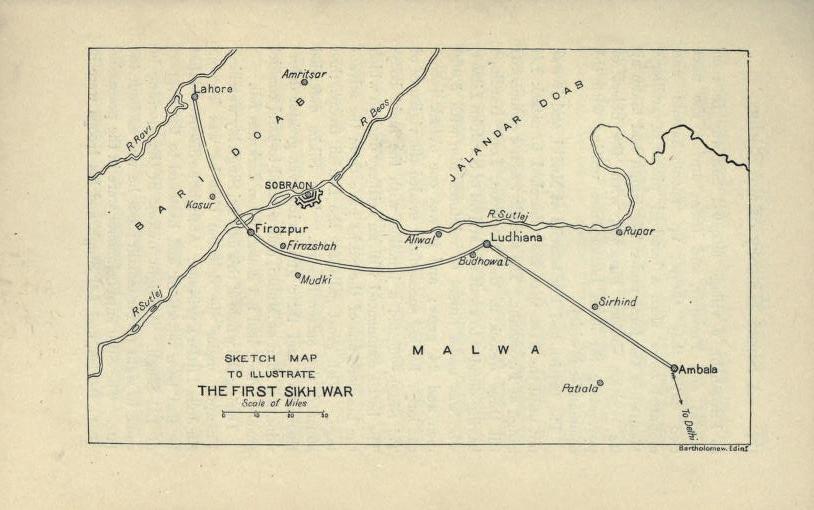 Amritsar
Lahore
R. Ravi
R. Beas
JALANDAR DOAB
BARI DOAB
SOBRAON
Kasur
R. Sutlej
Firozpur
Aliwal
Rupar
Firozshah
Ludhiana
Budhowal
Mudki
R. Sutlej
Sirhind
MALWA
SKETCH MAP
TO ILLUSTRATE
THE FIRST SIKH WAR
Scale of Miles
0 10 20 30
Ambala
Patiala
To Delhi
Bartholomew, Edinr